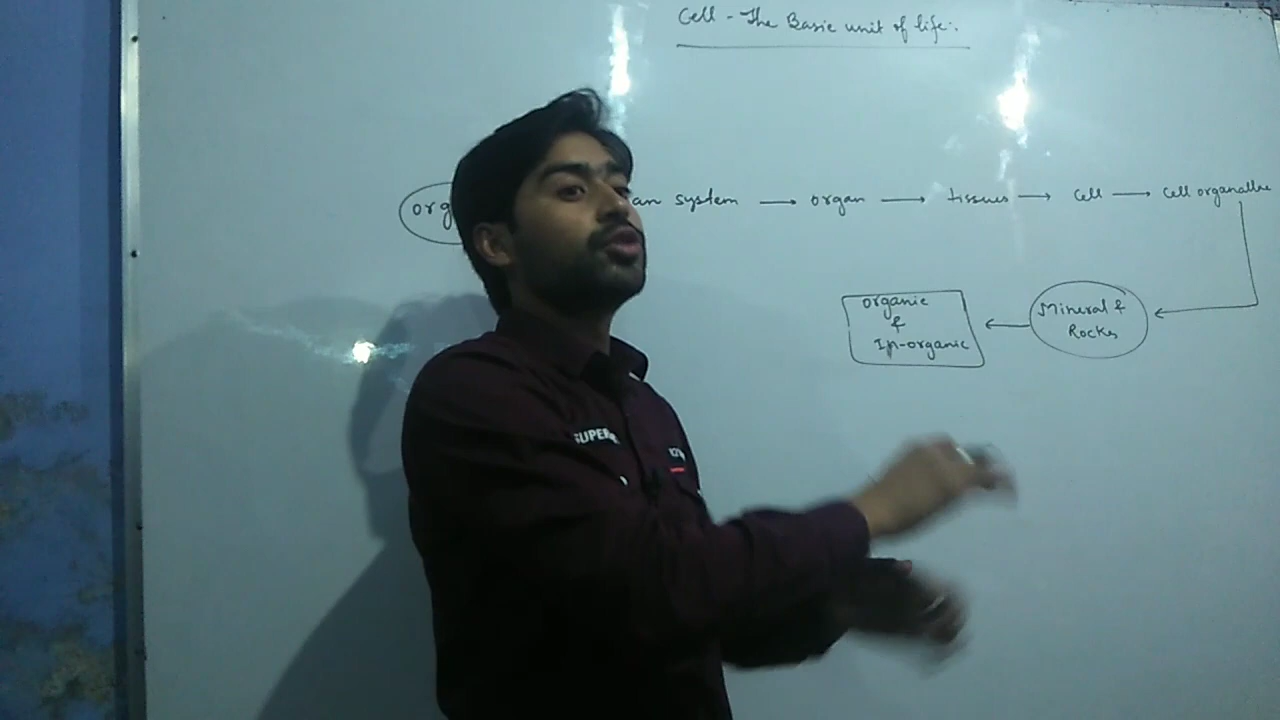 Cell - The Basic unit of life:.
org an system → organ → tissues → cell → cell organalle
Mineral &
Rocks
organic
&
In-organic
SUPER